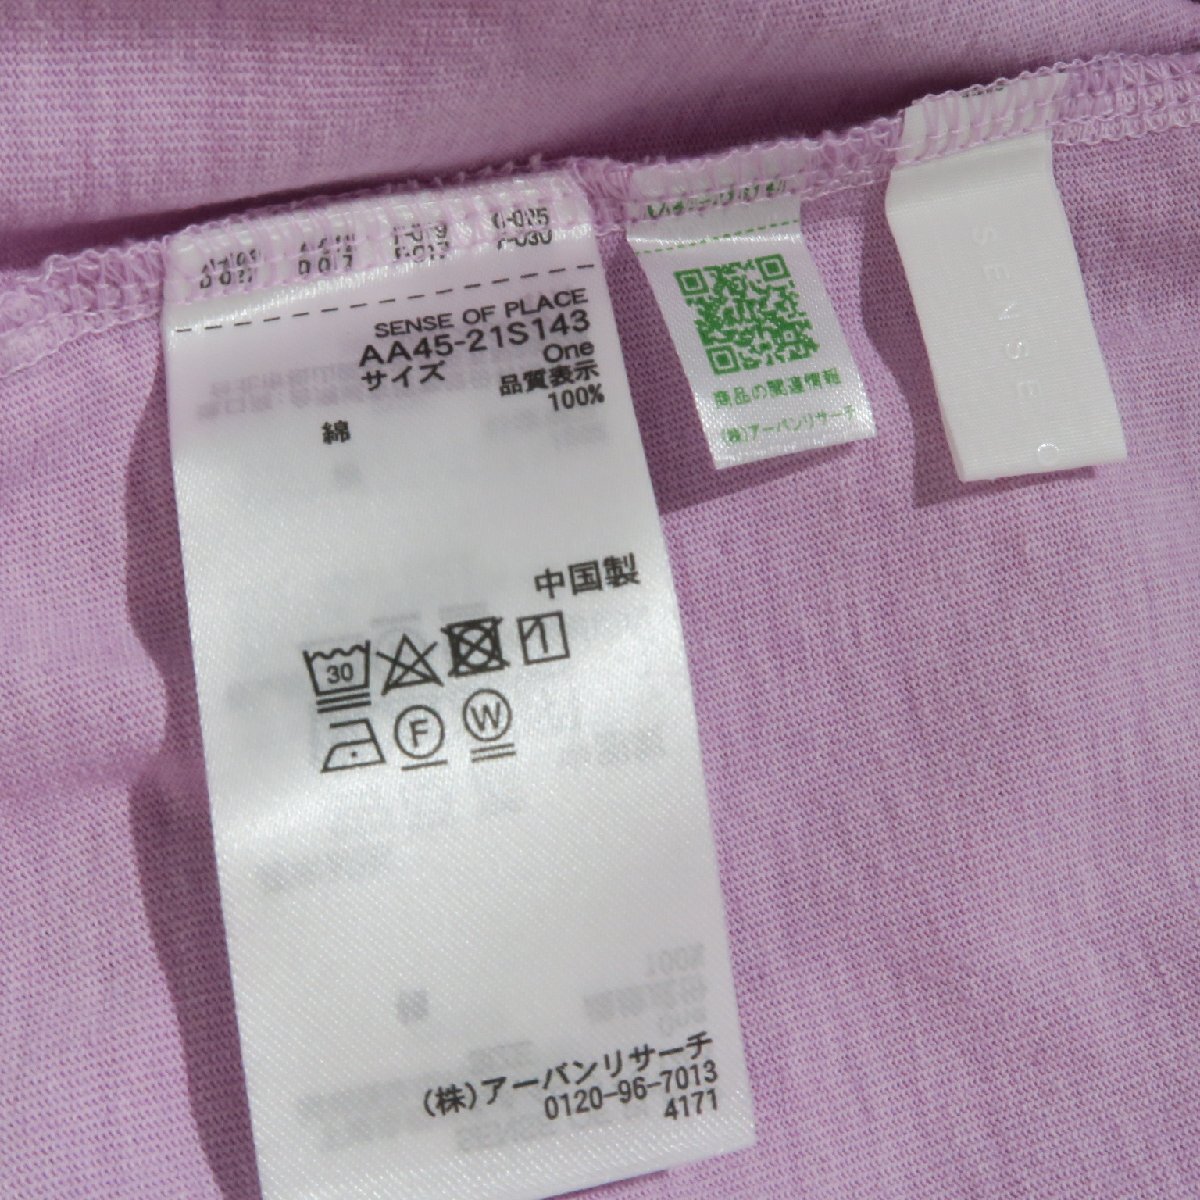 SENSE OF PLACE
AA45-21S143
サイズ One
品質表示
綿 100%
中国製
30
F W
(株)アーバンリサーチ
0120-96-7013
4171
商品の関連情報
(株)アーバンリサーチ
SENSE